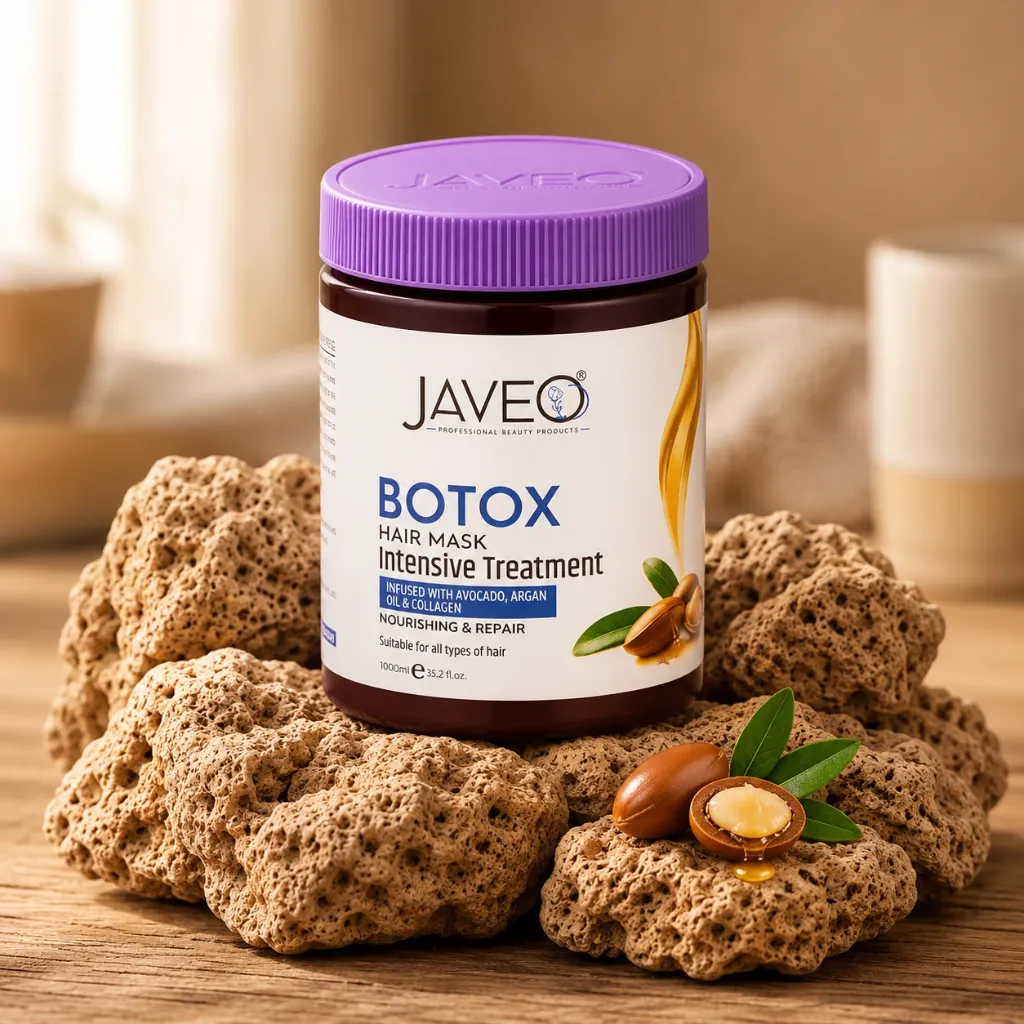 JAVEO
JAVEO®
PROFESSIONAL BEAUTY PRODUCTS
BOTOX
HAIR MASK
Intensive Treatment
INFUSED WITH AVOCADO, ARGAN
OIL & COLLAGEN
NOURISHING & REPAIR
Suitable for all types of hair
1000ml ℮ 35.2 fl.oz.